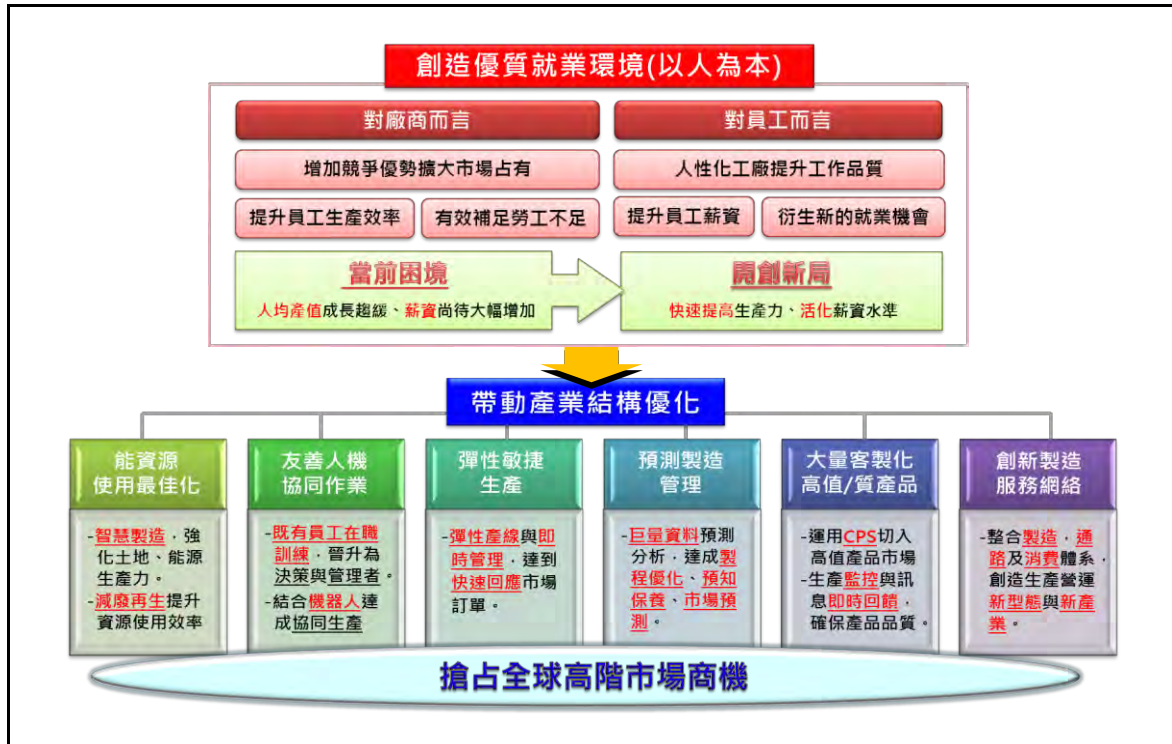 創造優質就業環境(以人為本)
對廠商而言
對員工而言
增加競爭優勢擴大市場占有
人性化工廠提升工作品質
提升員工生產效率
有效補足勞工不足
提升員工薪資
衍生新的就業機會
當前困境
人均產值成長趨緩、薪資尚待大幅增加
開創新局
快速提高生產力、活化薪資水準
帶動產業結構優化
能資源
使用最佳化
-智慧製造，強
化土地、能源
生產力。
-減廢再生提升
資源使用效率
友善人機
協同作業
-既有員工在職
訓練，晉升為
決策與管理者。
-結合機器人達
成協同生產
彈性敏捷
生產
-彈性產線與即
時管理，達到
快速回應市場
訂單。
預測製造
管理
-巨量資料預測
分析，達成製
程優化、預知
保養、市場預
測。
大量客製化
高值/質產品
-運用CPS切入
高值產品市場
-生產監控與訊
息即時回饋，
確保產品品質。
創新製造
服務網絡
-整合製造，通
路及消費體系，
創造生產營運
新型態與新產
業。
搶占全球高階市場商機